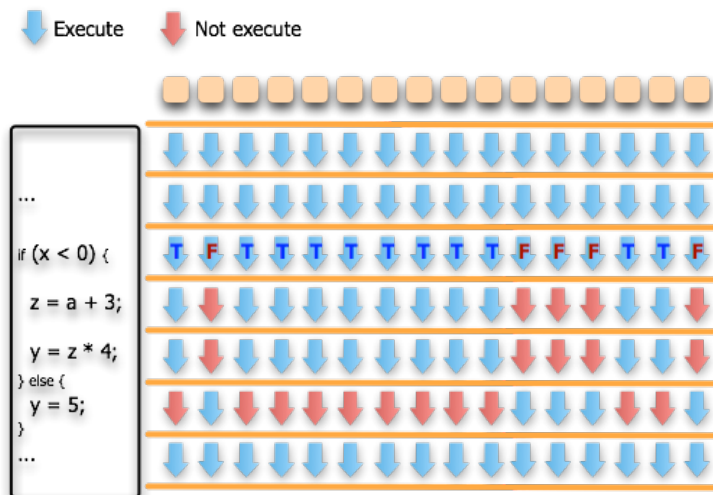 Execute Not execute
...
if (x < 0) { T F T T T T T T T T F F F T T F
z = a + 3;
y = z * 4;
} else {
y = 5;
}
...